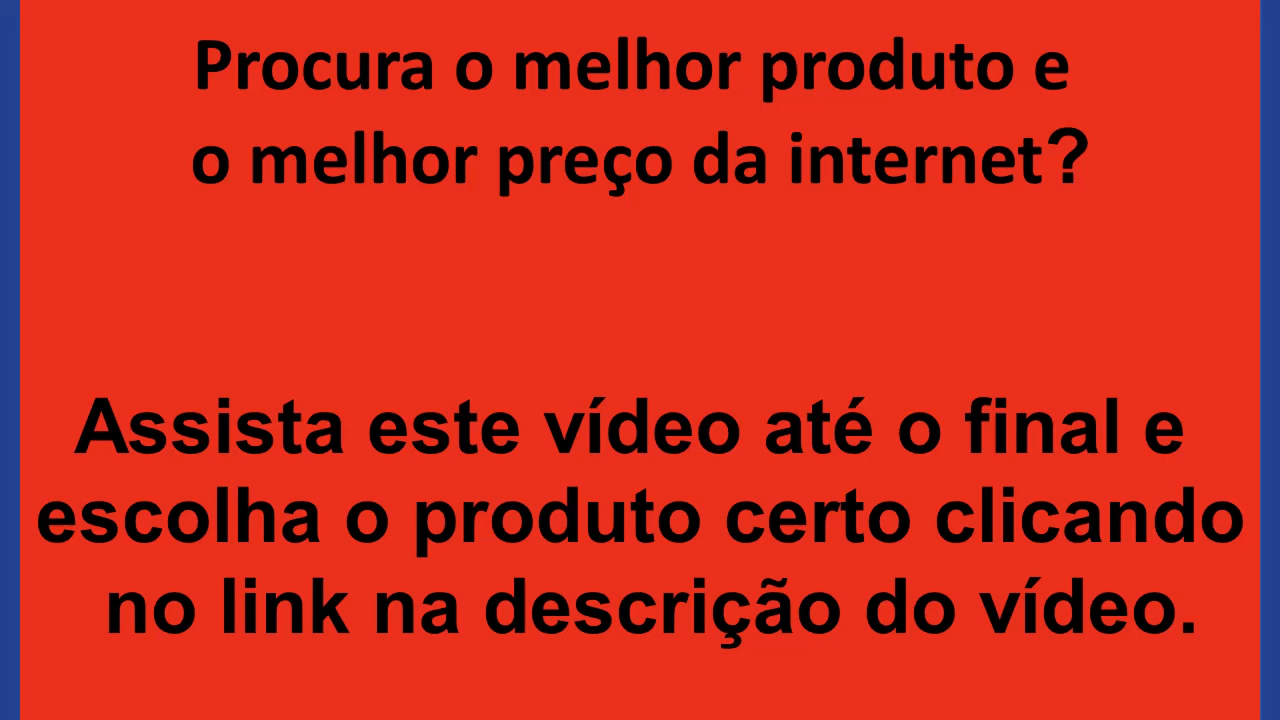 Procura o melhor produto e
o melhor preço da internet?
Assista este vídeo até o final e
escolha o produto certo clicando
no link na descrição do vídeo.